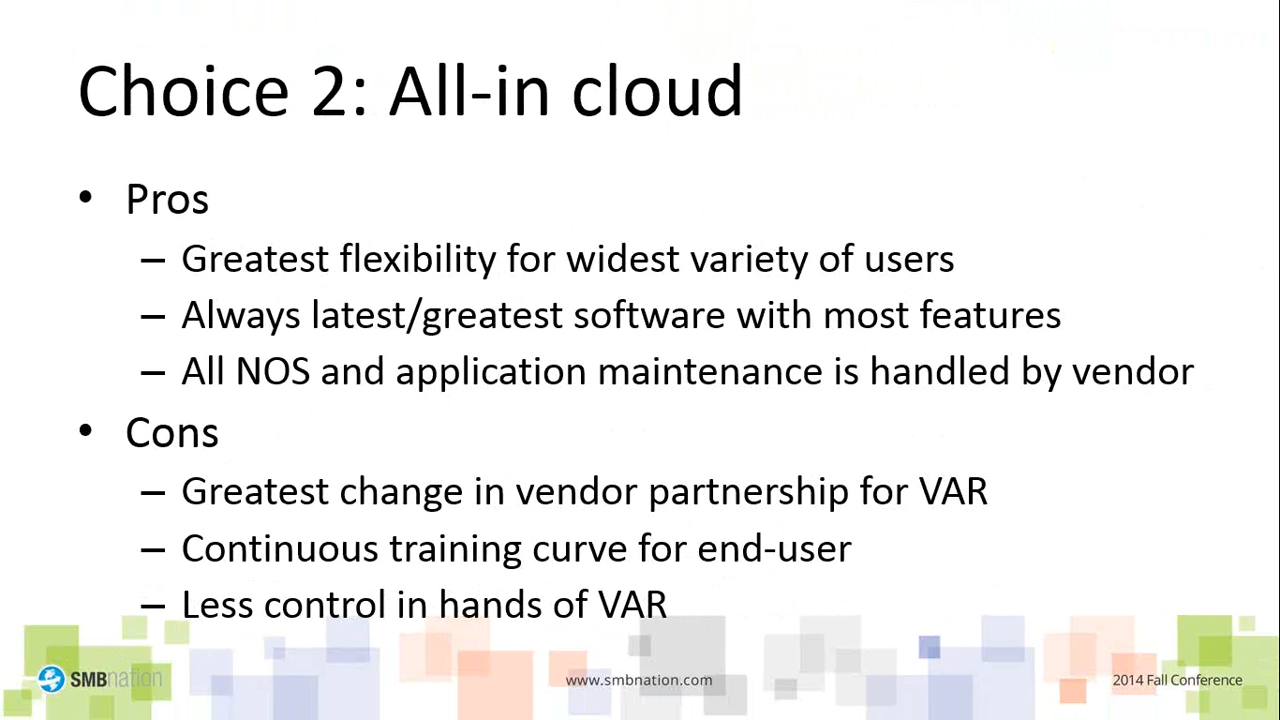 Choice 2: All-in cloud
• Pros
– Greatest flexibility for widest variety of users
– Always latest/greatest software with most features
– All NOS and application maintenance is handled by vendor
• Cons
– Greatest change in vendor partnership for VAR
– Continuous training curve for end-user
– Less control in hands of VAR
SMBnation
www.smbnation.com
2014 Fall Conference